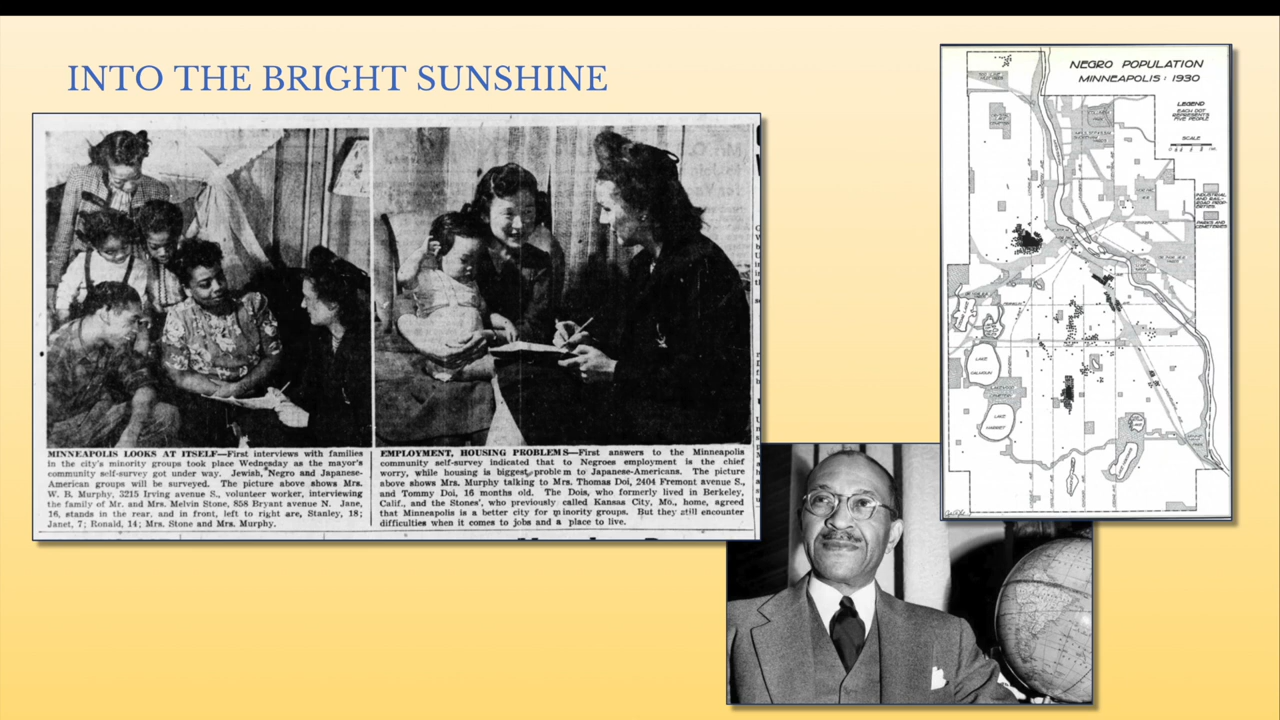 INTO THE BRIGHT SUNSHINE
MINNEAPOLIS LOOKS AT ITSELF—First interviews with families
in the city's minority groups took place Wednesday as the mayor's
community self-survey got under way. Jewish, Negro and Japanese-
American groups will be surveyed. The picture above shows Mrs.
W. B. Murphy, 3215 Irving avenue S., volunteer worker, interviewing
the family of Mr. and Mrs. Melvin Stone, 858 Bryant avenue N. Jane,
16, stands in the rear, and in front, left to right are, Stanley, 18;
Janet, 7; Ronald, 14; Mrs. Stone and Mrs. Murphy.
EMPLOYMENT, HOUSING PROBLEMS—First answers to the Minneapolis
community self-survey indicated that to Negroes employment is the chief
worry, while housing is biggest problem to Japanese-Americans. The picture
above shows Mrs. Murphy talking to Mrs. Thomas Doi, 2404 Fremont avenue S.,
and Tommy Doi, 16 months old. The Dois, who formerly lived in Berkeley,
Calif., and the Stones', who previously called Kansas City, Mo., home, agreed
that Minneapolis is a better city for minority groups. But they still encounter
difficulties when it comes to jobs and a place to live.
NEGRO POPULATION
MINNEAPOLIS: 1930
LEGEND
EACH DOT
REPRESENTS
FIVE PEOPLE
SCALE
INDUSTRIAL
AND RAIL-
ROAD PROP-
ERTIES.
PARKS AND
CEMETERIES
LAKE
CALHOUN
LAKE
HARRIET